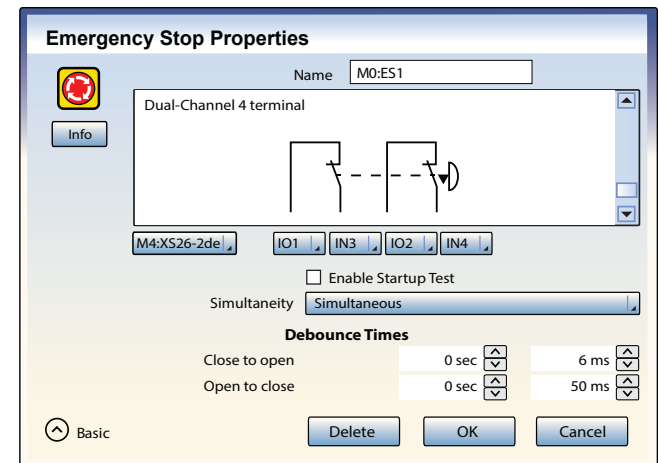 Emergency Stop Properties
Name M0:ES1
Dual-Channel 4 terminal
Info
M4:XS26-2de IO1 IN3 IO2 IN4
Enable Startup Test
Simultaneity Simultaneous
Debounce Times
Close to open 0 sec 6 ms
Open to close 0 sec 50 ms
Basic Delete OK Cancel